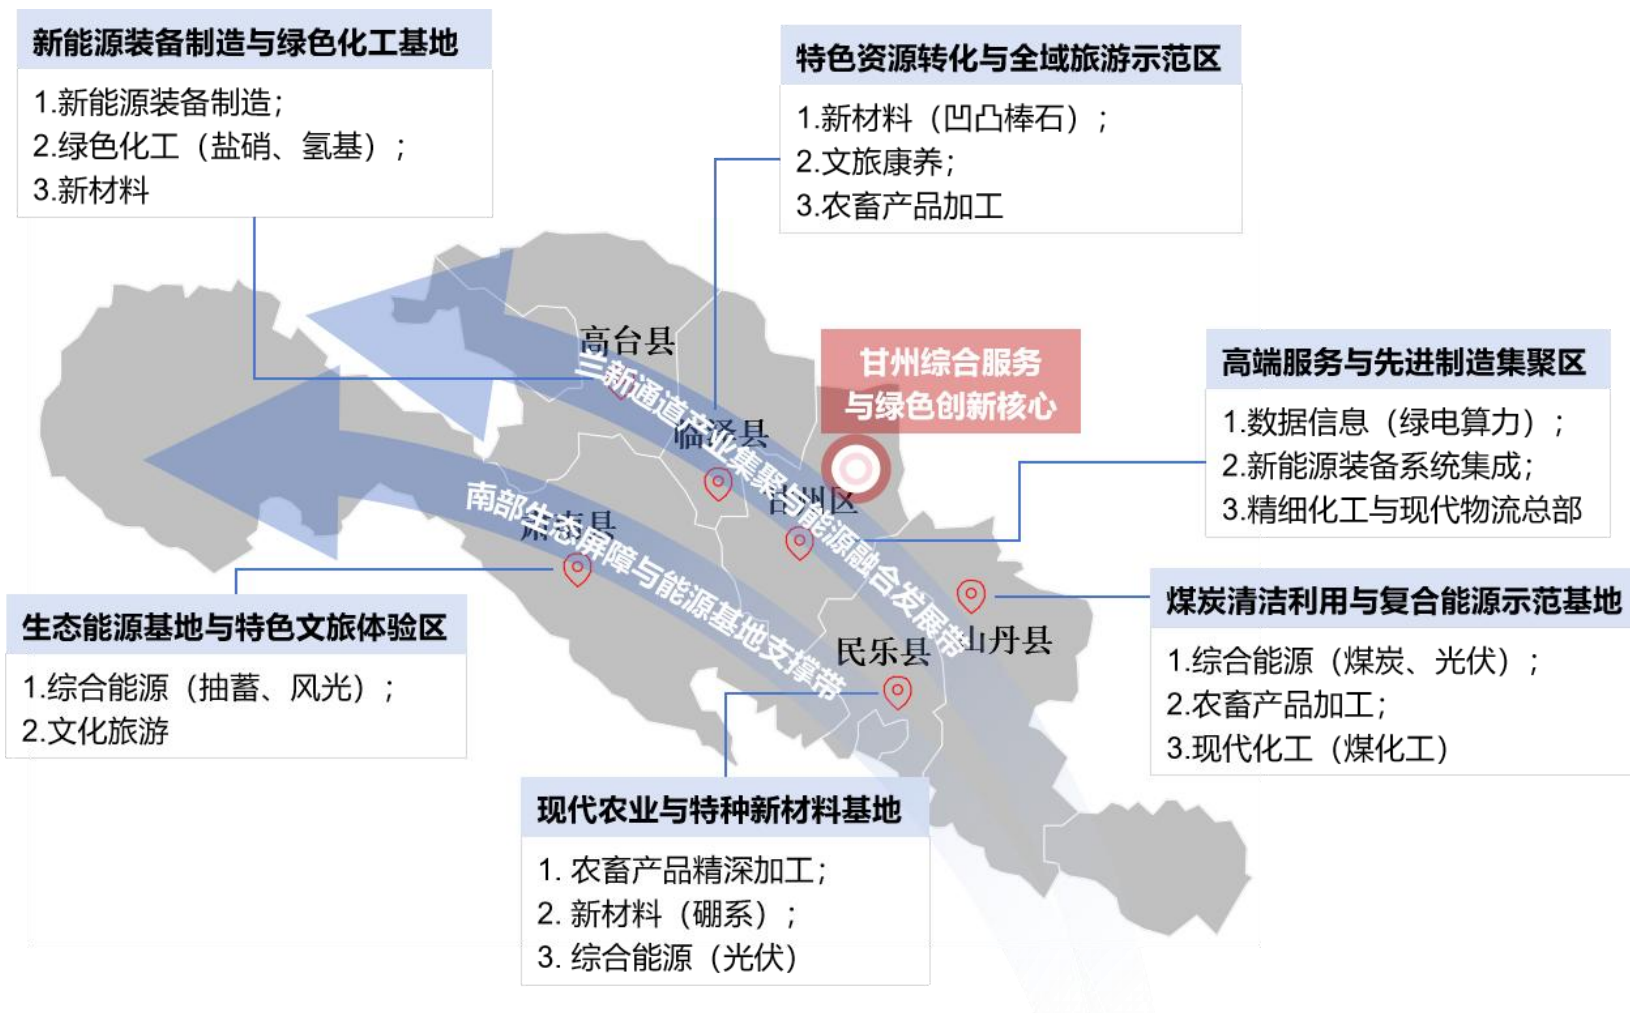 新能源装备制造与绿色化工基地
1.新能源装备制造；
2.绿色化工（盐硝、氢基）；
3.新材料
特色资源转化与全域旅游示范区
1.新材料（凹凸棒石）；
2.文旅康养；
3.农畜产品加工
高台县
兰新通道产业集聚与能源融合发展带
临泽县
甘州综合服务
与绿色创新核心
甘州区
高端服务与先进制造集聚区
1.数据信息（绿电算力）；
2.新能源装备系统集成；
3.精细化工与现代物流总部
南部生态屏障与能源基地支撑带
肃南县
生态能源基地与特色文旅体验区
1.综合能源（抽蓄、风光）；
2.文化旅游
民乐县
山丹县
煤炭清洁利用与复合能源示范基地
1.综合能源（煤炭、光伏）；
2.农畜产品加工；
3.现代化工（煤化工）
现代农业与特种新材料基地
1. 农畜产品精深加工；
2. 新材料（硼系）；
3. 综合能源（光伏）